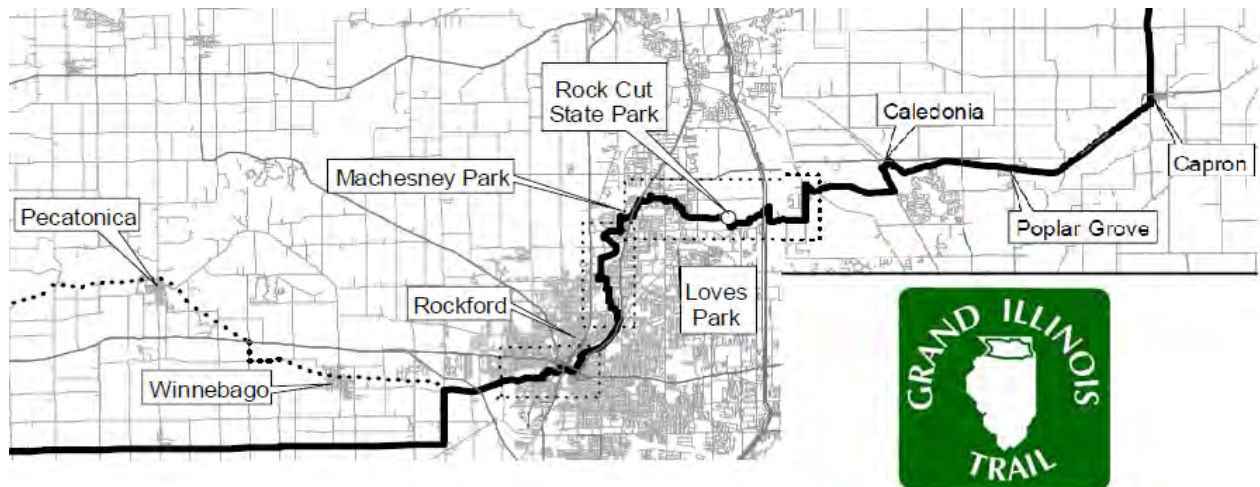 Rock Cut
State Park
Caledonia
Machesney Park
Capron
Pecatonica
Poplar Grove
Rockford
Loves
Park
Winnebago
GRAND ILLINOIS
TRAIL